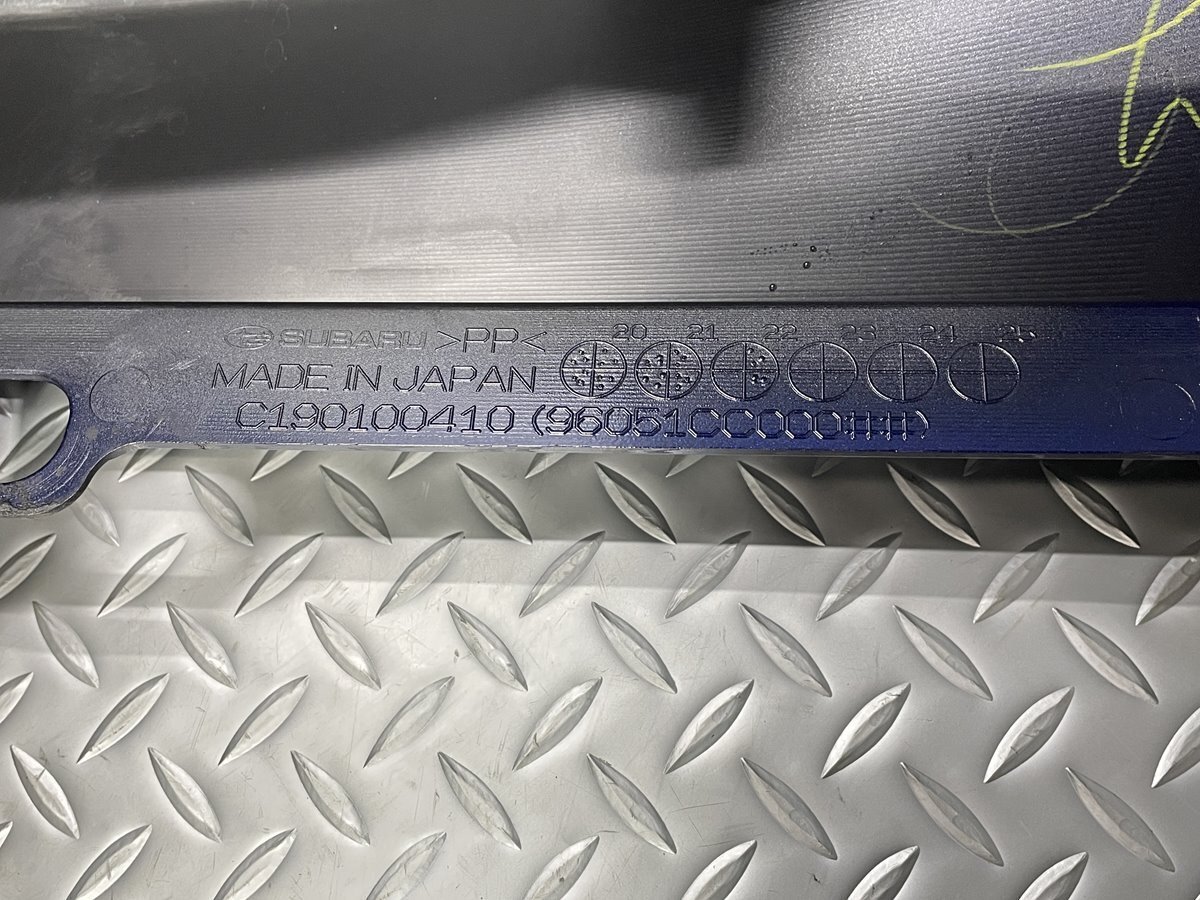 SUBARU >PP<
20 21 22 23 24 25
MADE IN JAPAN
C190100410 (96051CC000##)